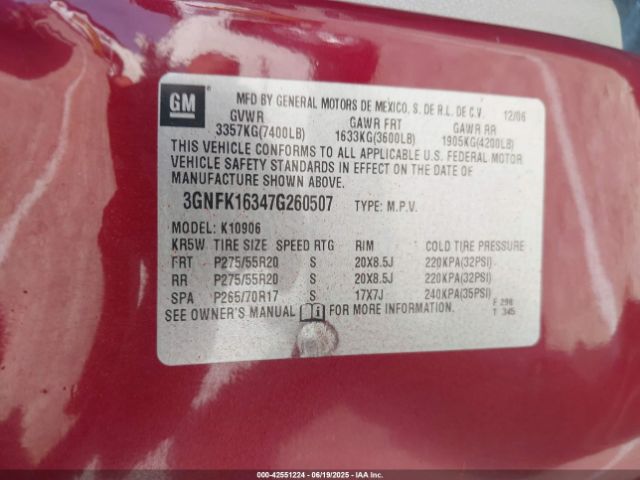 GM
MFD BY GENERAL MOTORS DE MEXICO, S. DE R.L. DE C.V. 12/06
GVWR GAWR FRT GAWR RR
3357KG(7400LB) 1633KG(3600LB) 1905KG(4200LB)
THIS VEHICLE CONFORMS TO ALL APPLICABLE U.S. FEDERAL MOTOR
VEHICLE SAFETY STANDARDS IN EFFECT ON THE DATE OF
MANUFACTURE SHOWN ABOVE.
3GNFK16347G260507 TYPE: M.P.V.
MODEL: K10906
KR5W TIRE SIZE SPEED RTG RIM COLD TIRE PRESSURE
FRT P275/55R20 S 20X8.5J 220KPA(32PSI)
RR P275/55R20 S 20X8.5J 220KPA(32PSI)
SPA P265/70R17 S 17X7J 240KPA(35PSI)
SEE OWNER'S MANUAL FOR MORE INFORMATION.
F 298
T 345
000-42551224 - 06/19/2025 - IAAI.com